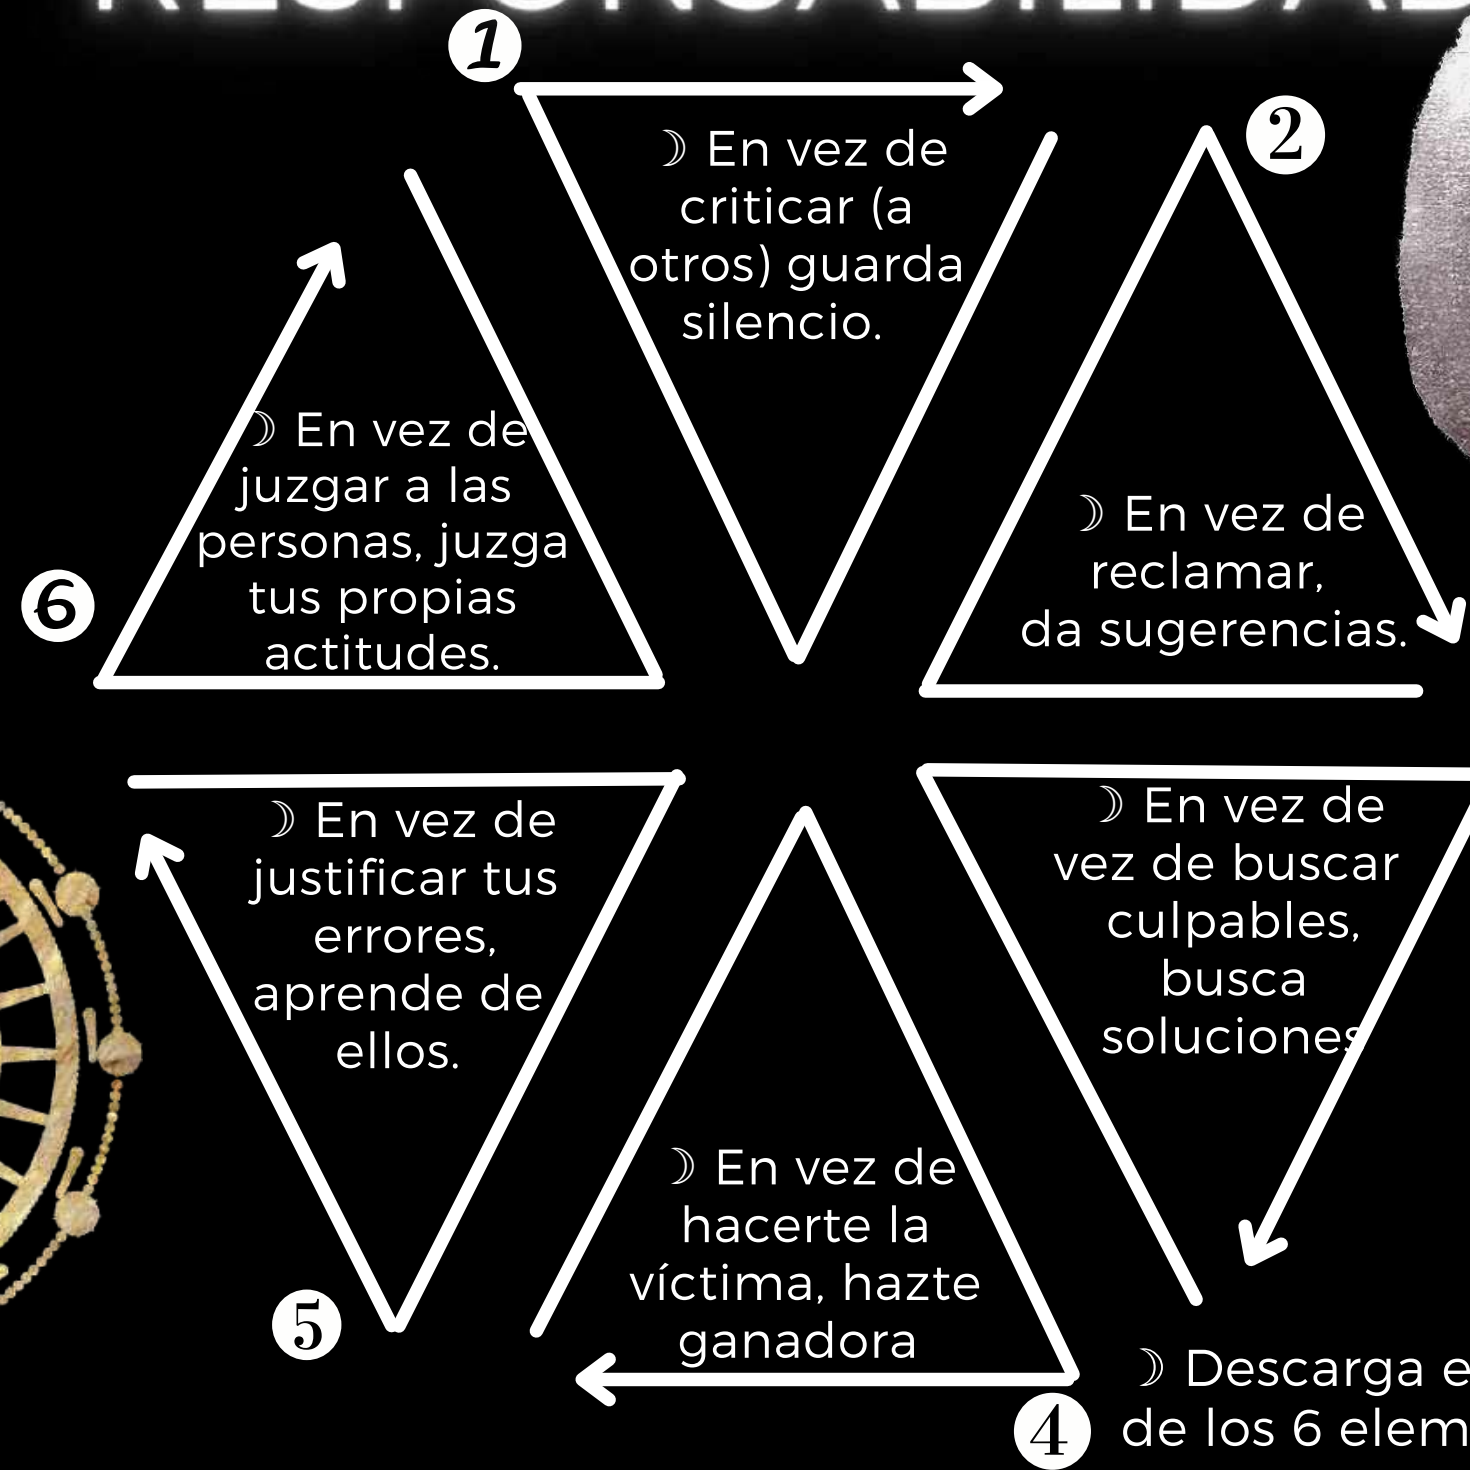 RESPONSABILIDAD
1
☽ En vez de
criticar (a
otros) guarda
silencio.
2
☽ En vez de
reclamar,
da sugerencias.
☽ En vez de
vez de buscar
culpables,
busca
soluciones
4
☽ En vez de
hacerte la
víctima, hazte
ganadora
5
☽ En vez de
justificar tus
errores,
aprende de
ellos.
6
☽ En vez de
juzgar a las
personas, juzga
tus propias
actitudes.
☽ Descarga e
de los 6 elem